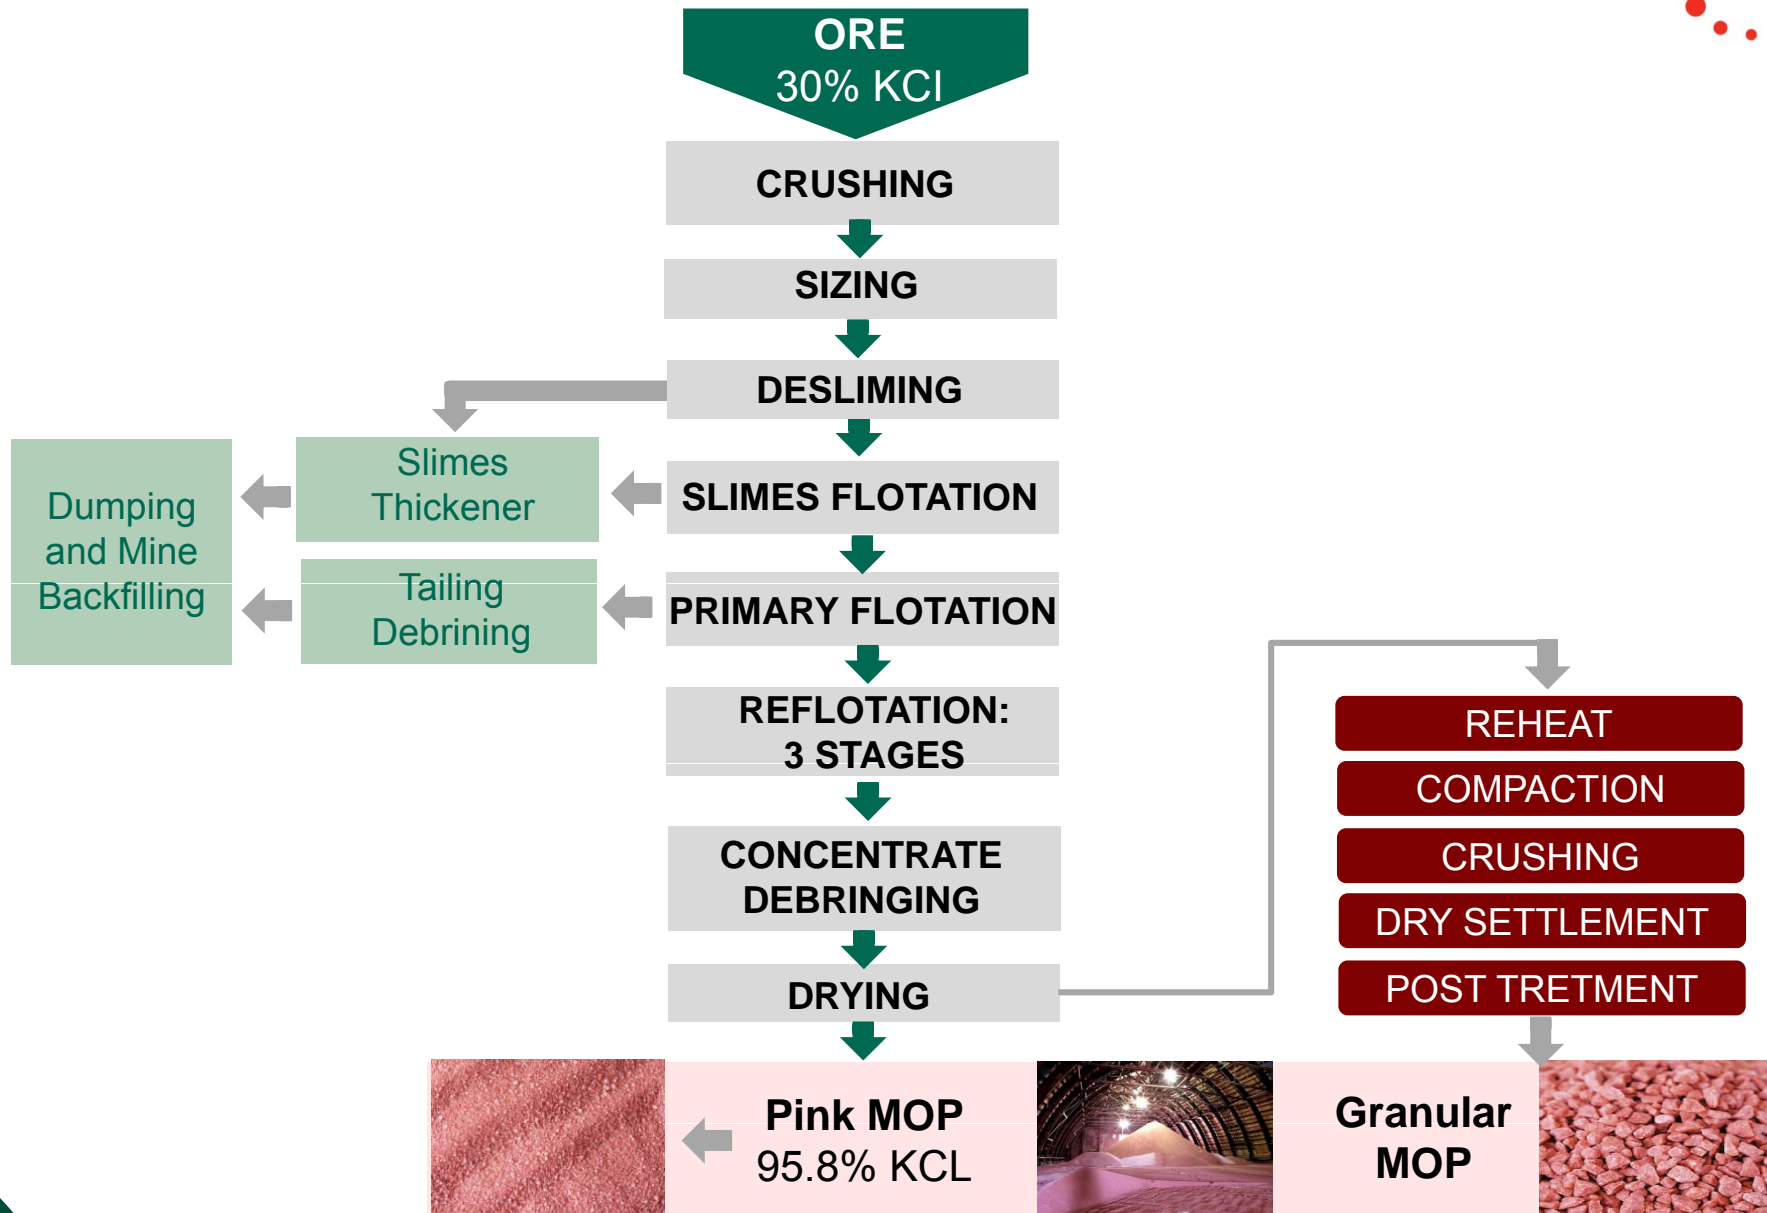 ORE
30% KCl
CRUSHING
SIZING
DESLIMING
SLIMES FLOTATION
PRIMARY FLOTATION
REFLOTATION:
3 STAGES
CONCENTRATE
DEBRINGING
DRYING
Slimes
Thickener
Tailing
Debrining
Dumping
and Mine
Backfilling
REHEAT
COMPACTION
CRUSHING
DRY SETTLEMENT
POST TRETMENT
Pink MOP
95.8% KCL
Granular
MOP